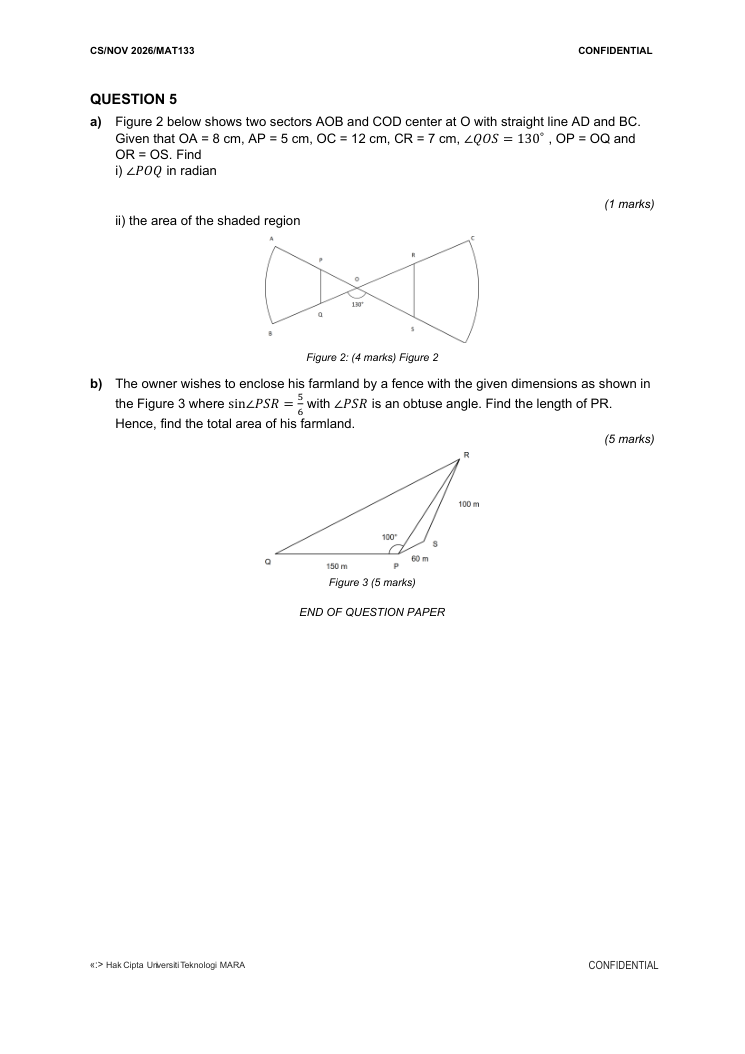 CS/NOV 2026/MAT133 CONFIDENTIAL
QUESTION 5
a) Figure 2 below shows two sectors AOB and COD center at O with straight line AD and BC.
Given that OA = 8 cm, AP = 5 cm, OC = 12 cm, CR = 7 cm, ∠QOS = 130° , OP = OQ and
OR = OS. Find
i) ∠POQ in radian
(1 marks)
ii) the area of the shaded region
A
C
P
R
O
130°
Q
S
B
Figure 2: (4 marks) Figure 2
b) The owner wishes to enclose his farmland by a fence with the given dimensions as shown in
the Figure 3 where sin∠PSR = 5/6 with ∠PSR is an obtuse angle. Find the length of PR.
Hence, find the total area of his farmland.
(5 marks)
R
100 m
100°
S
Q
60 m
150 m
P
Figure 3 (5 marks)
END OF QUESTION PAPER
«:> Hak Cipta Universiti Teknologi MARA CONFIDENTIAL